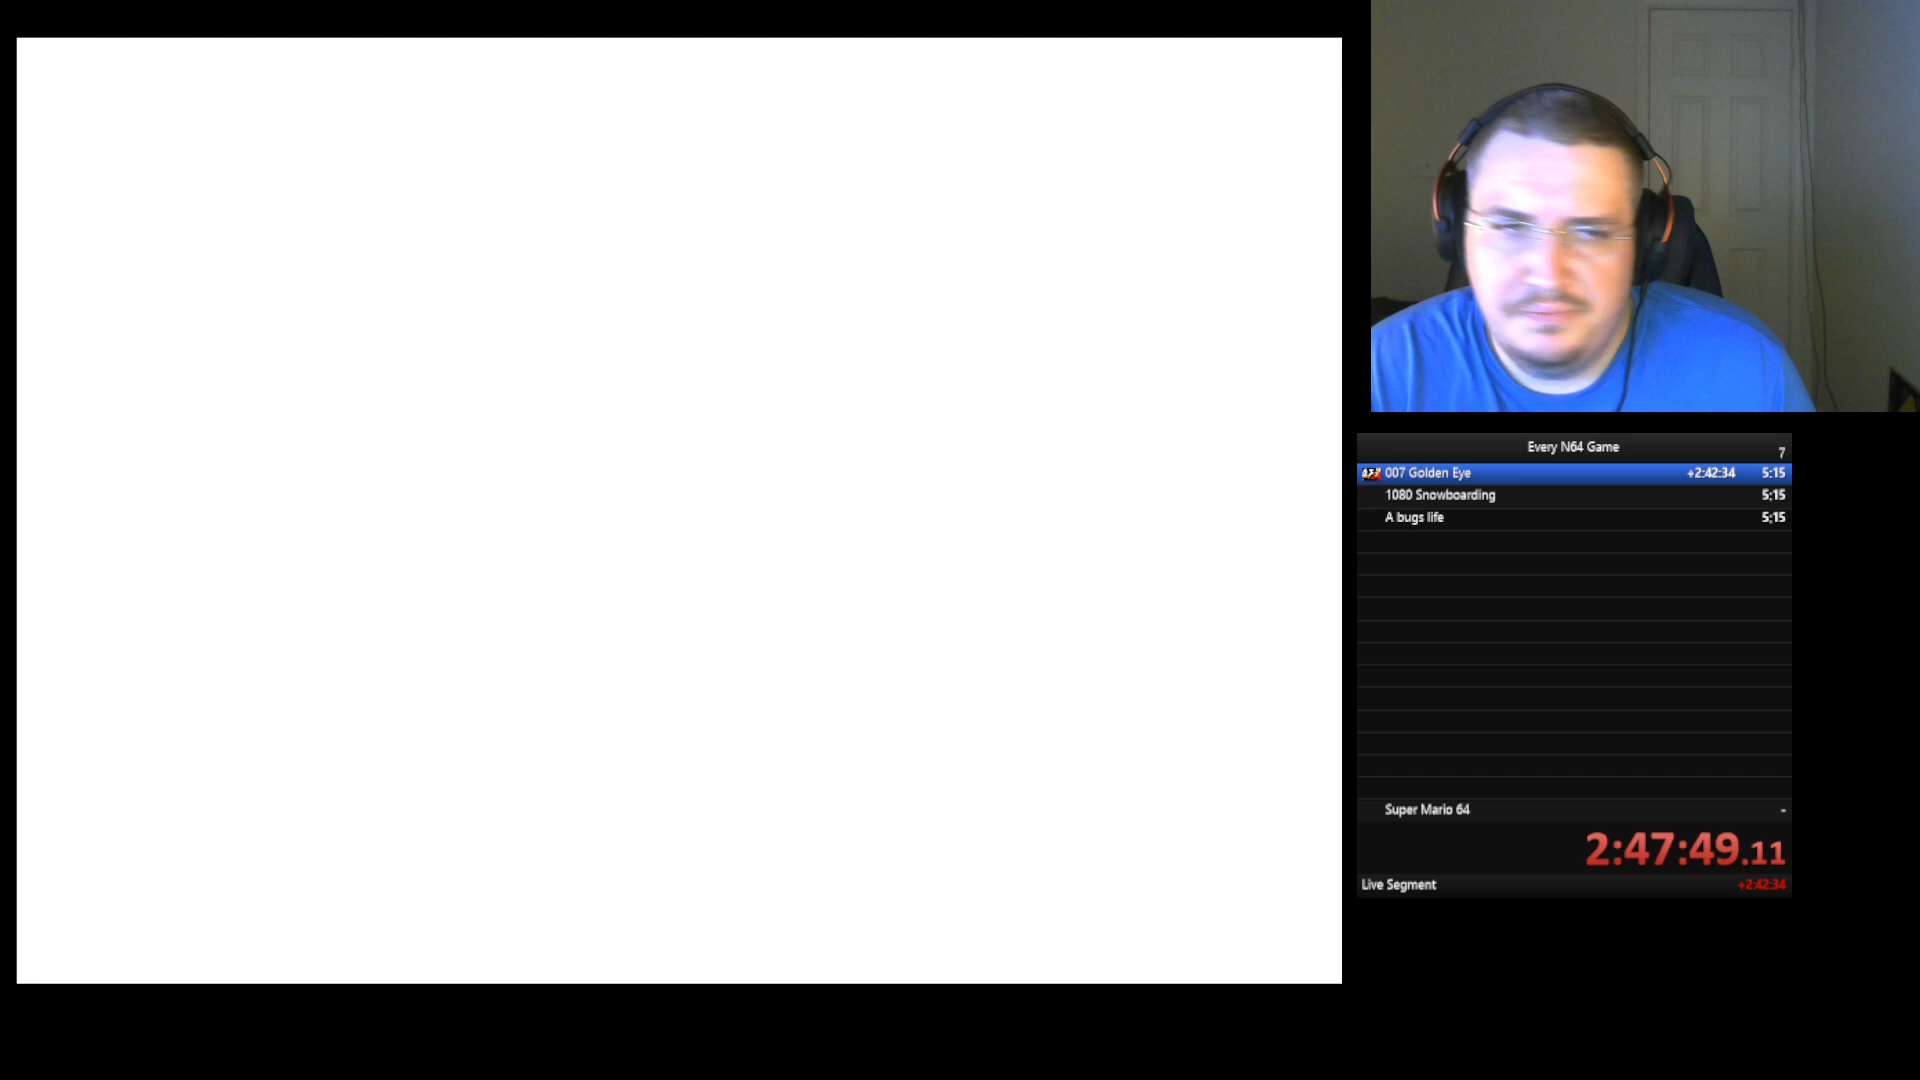 Every N64 Game
7
007 Golden Eye +2:42:34 5:15
1080 Snowboarding 5:15
A bugs life 5:15
Super Mario 64 -
2:47:49.11
Live Segment +2:42:34